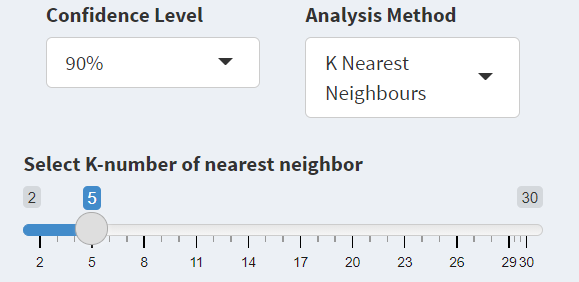 Confidence Level
Analysis Method
90%
K Nearest
Neighbours
Select K-number of nearest neighbor
2 5 30
2 5 8 11 14 17 20 23 26 29 30